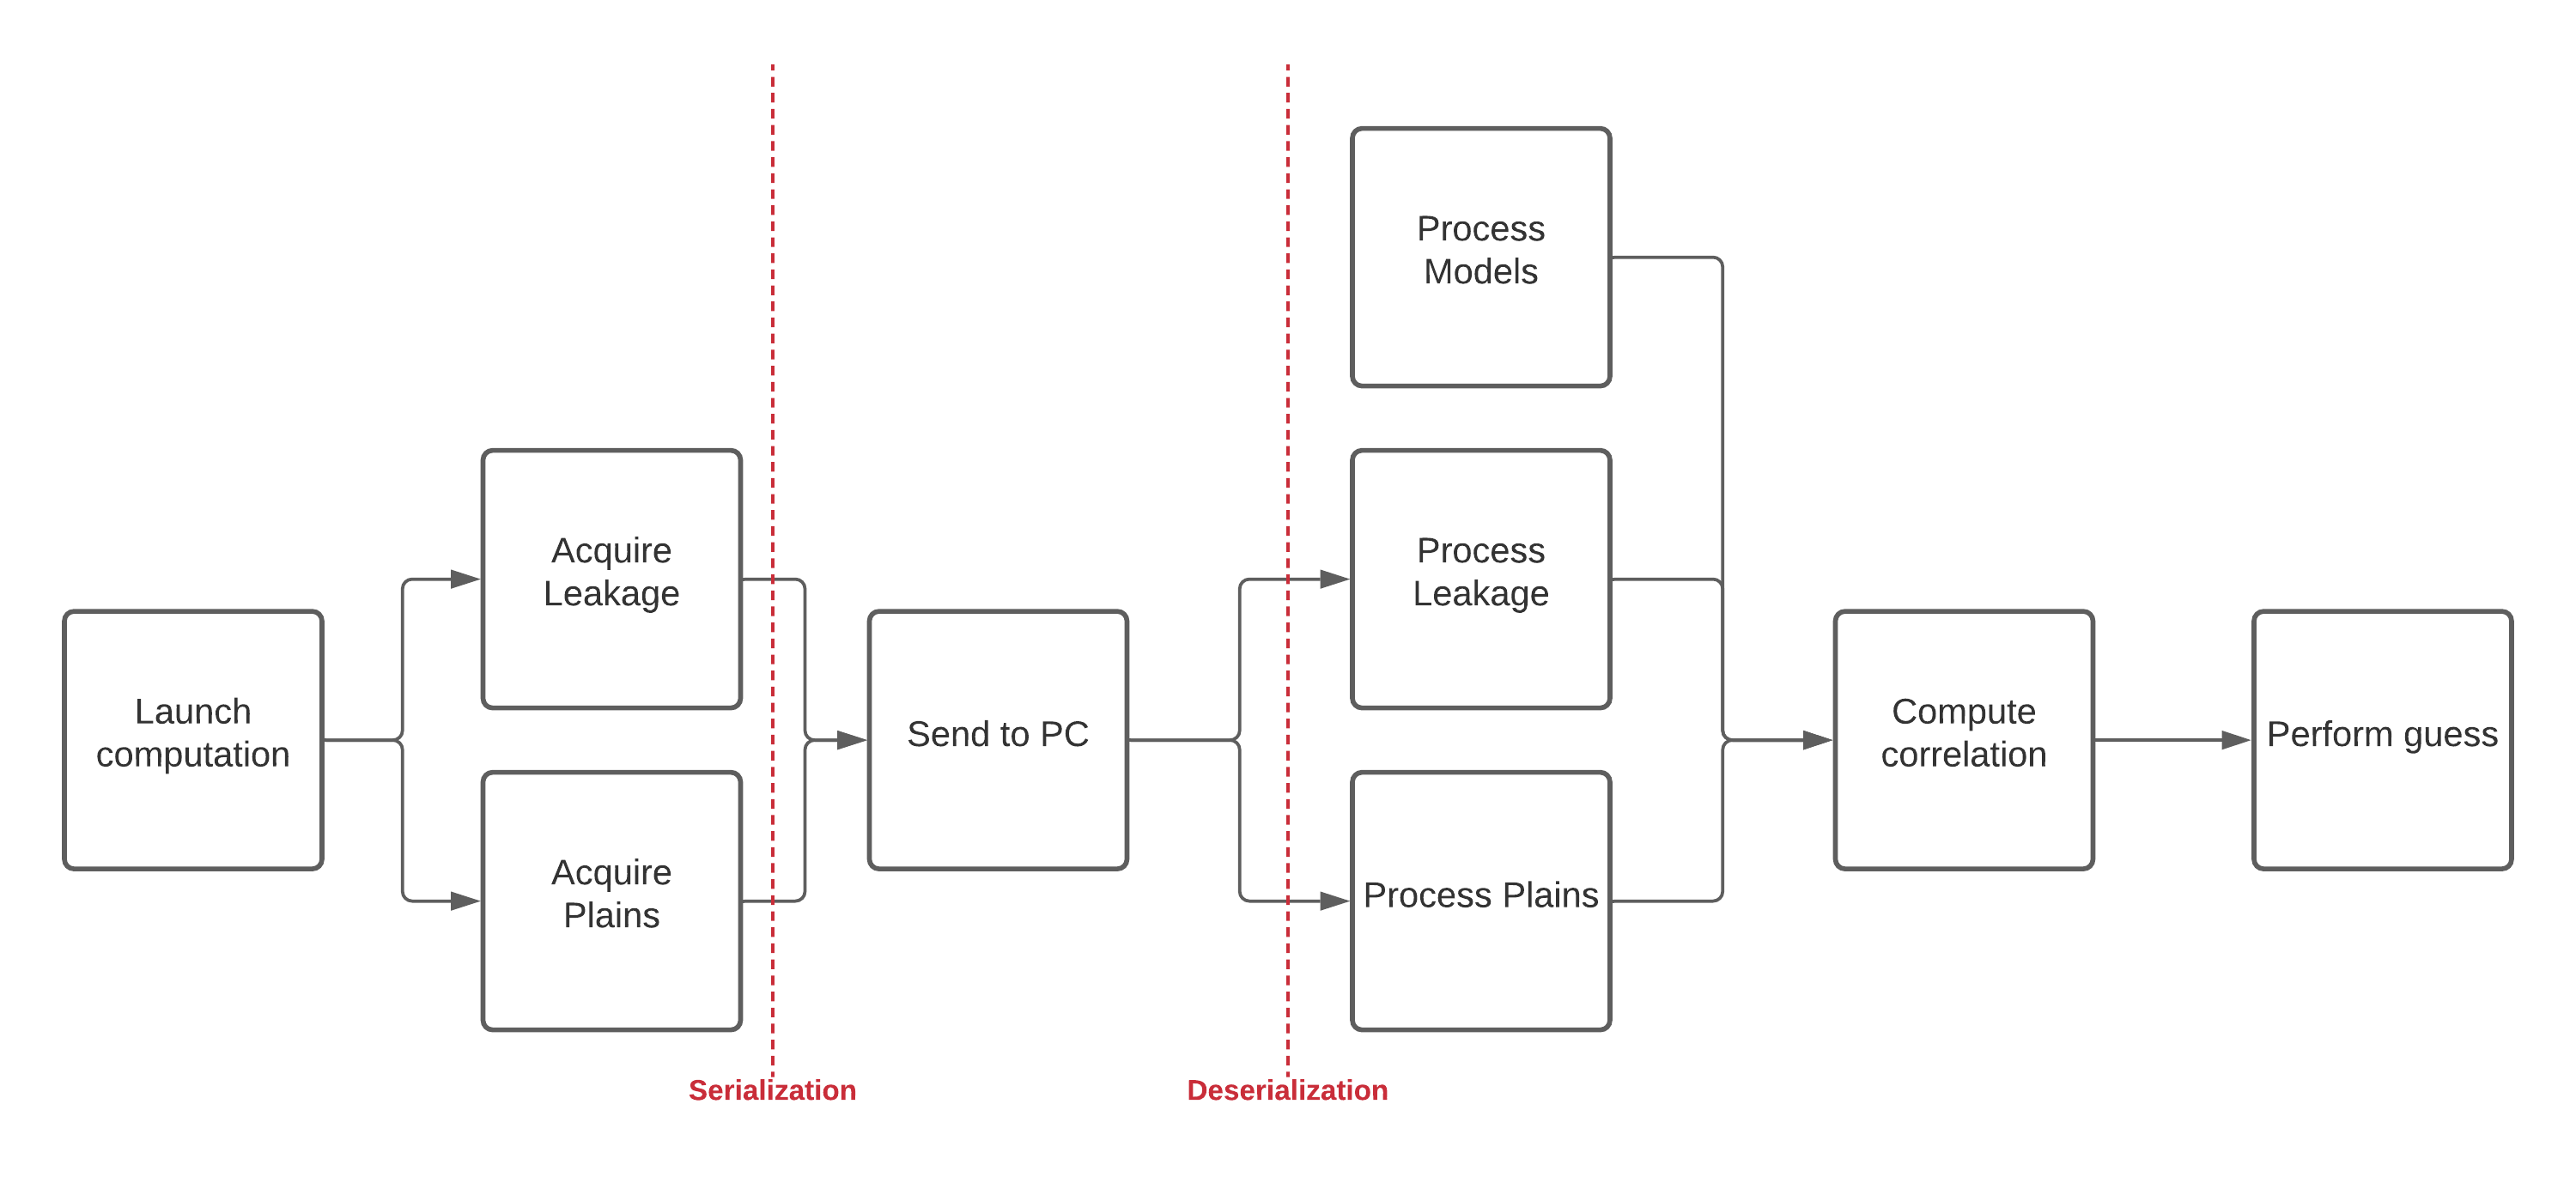 Launch
computation
Acquire
Leakage
Acquire
Plains
Serialization
Send to PC
Deserialization
Process
Models
Process
Leakage
Process Plains
Compute
correlation
Perform guess